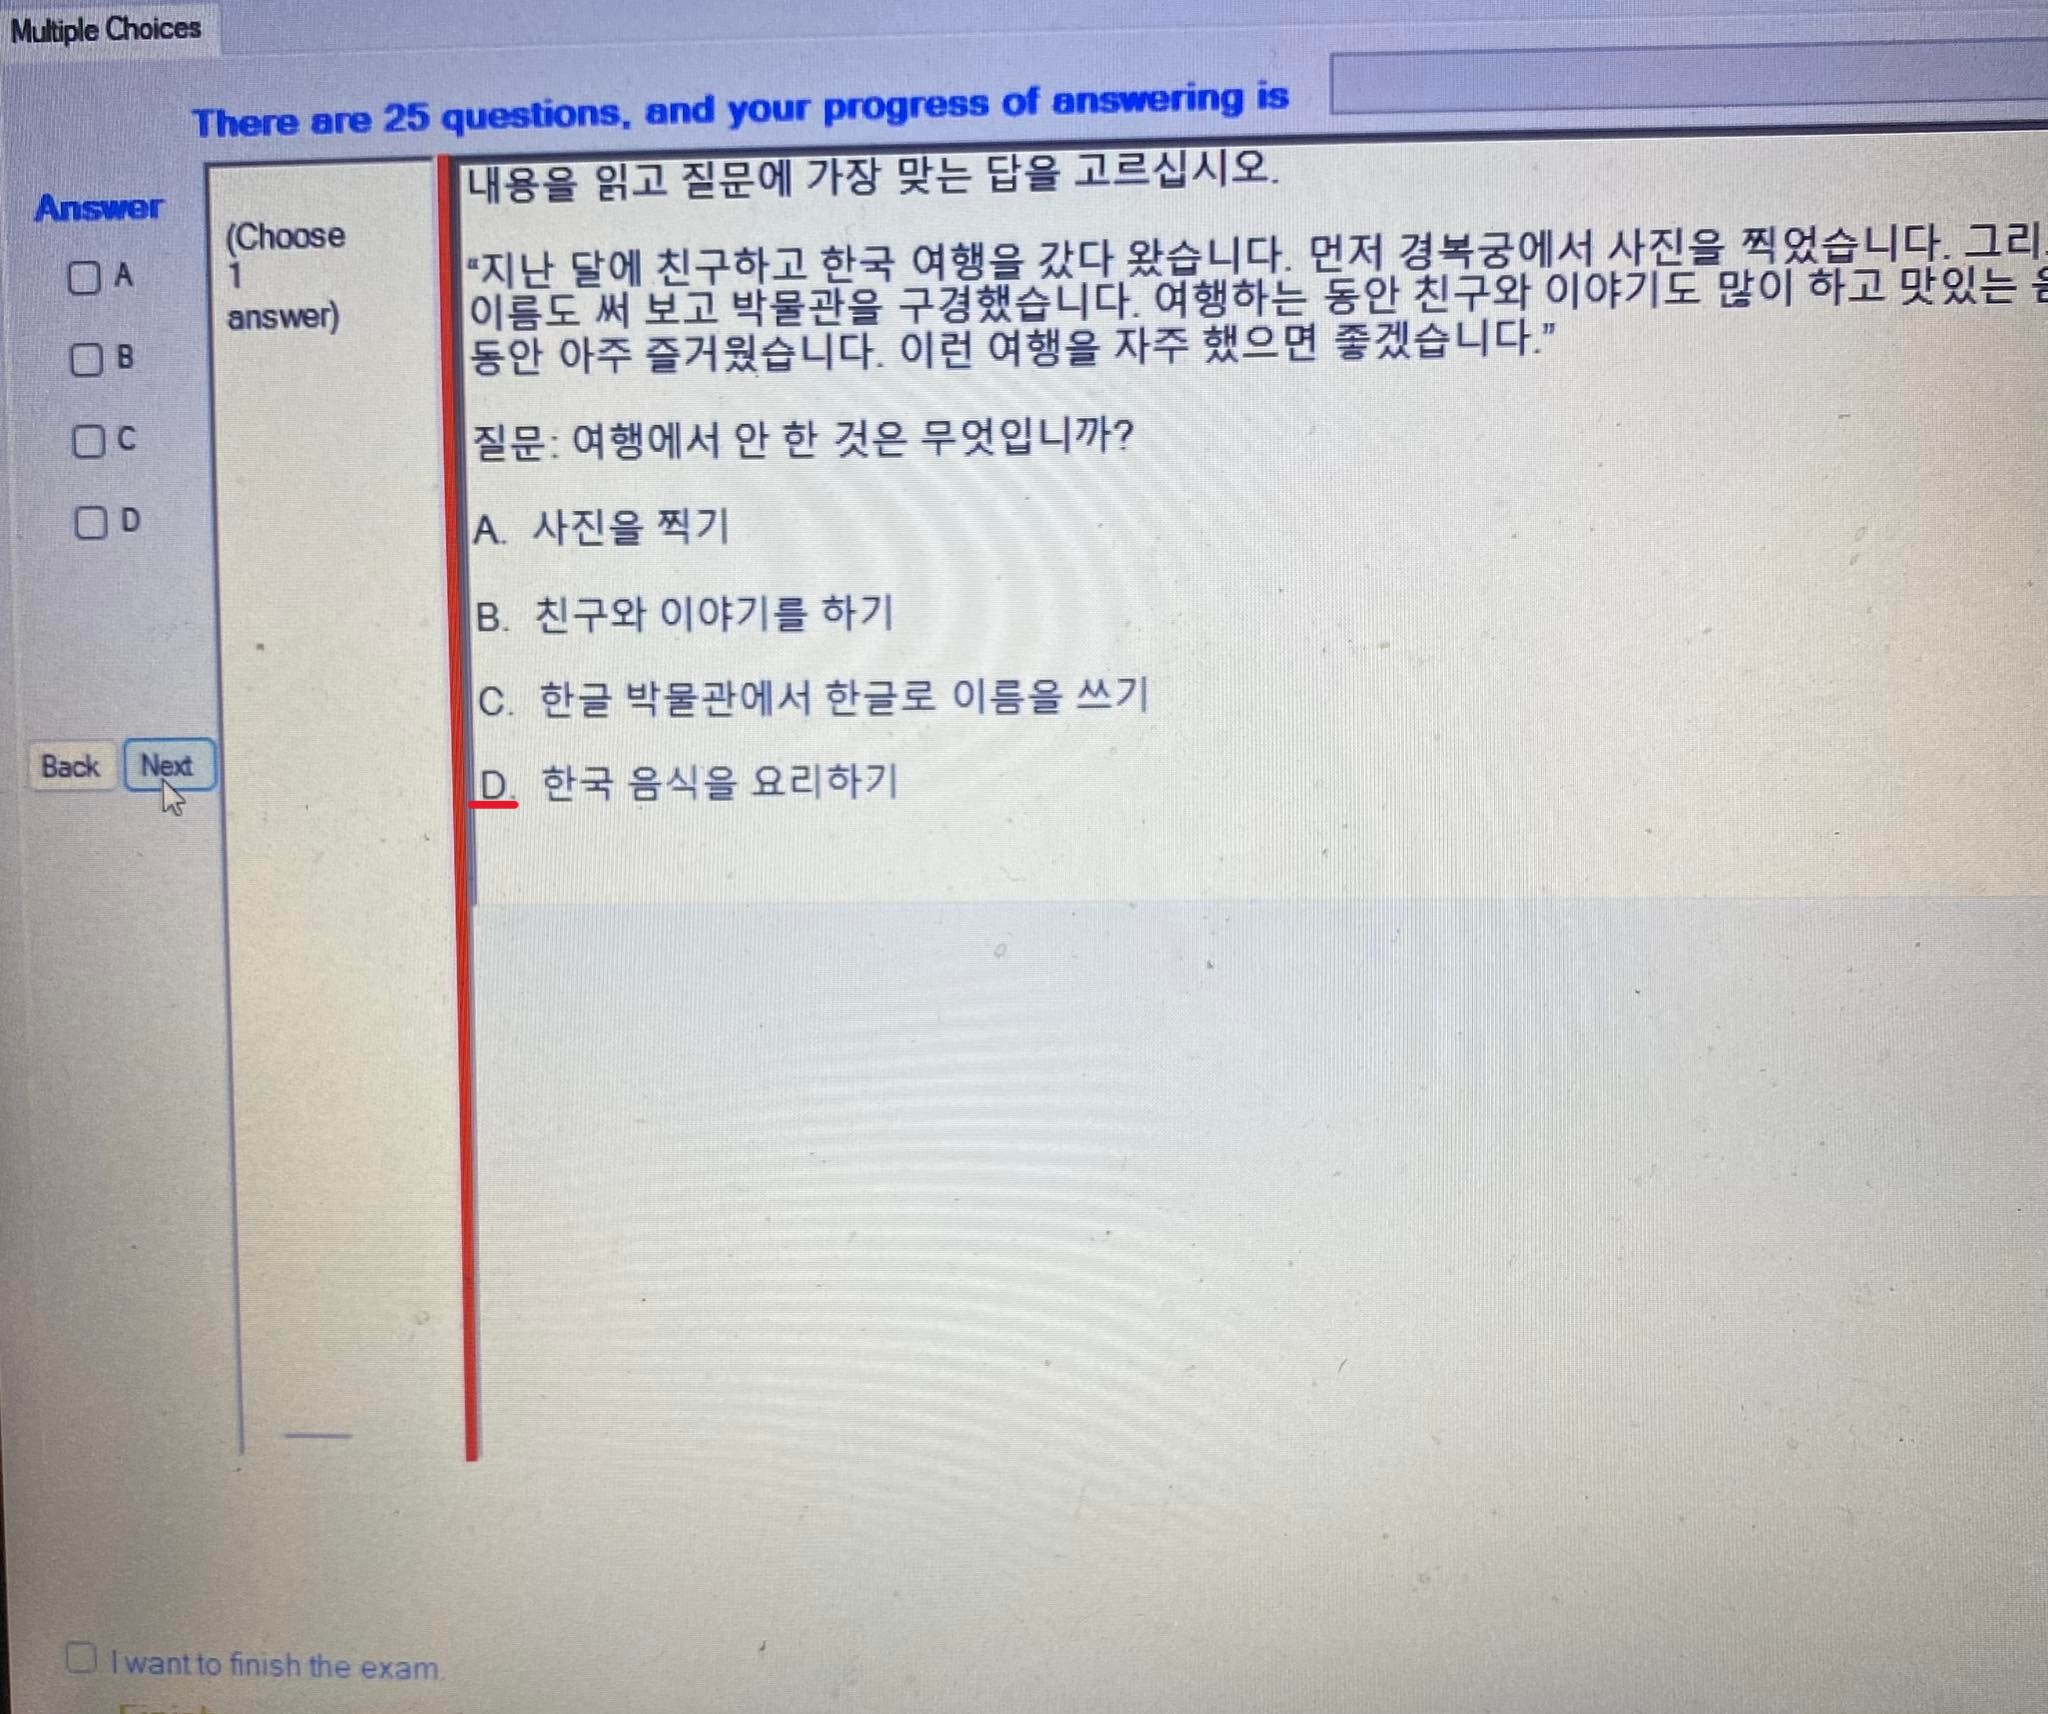 Multiple Choices
There are 25 questions, and your progress of answering is
Answer
A
B
C
D
Back Next
(Choose
1
answer)
내용을 읽고 질문에 가장 맞는 답을 고르십시오.
“지난 달에 친구하고 한국 여행을 갔다 왔습니다. 먼저 경복궁에서 사진을 찍었습니다. 그리
이름도 써 보고 박물관을 구경했습니다. 여행하는 동안 친구와 이야기도 많이 하고 맛있는
동안 아주 즐거웠습니다. 이런 여행을 자주 했으면 좋겠습니다.”
질문: 여행에서 안 한 것은 무엇입니까?
A. 사진을 찍기
B. 친구와 이야기를 하기
C. 한글 박물관에서 한글로 이름을 쓰기
D. 한국 음식을 요리하기
I want to finish the exam.